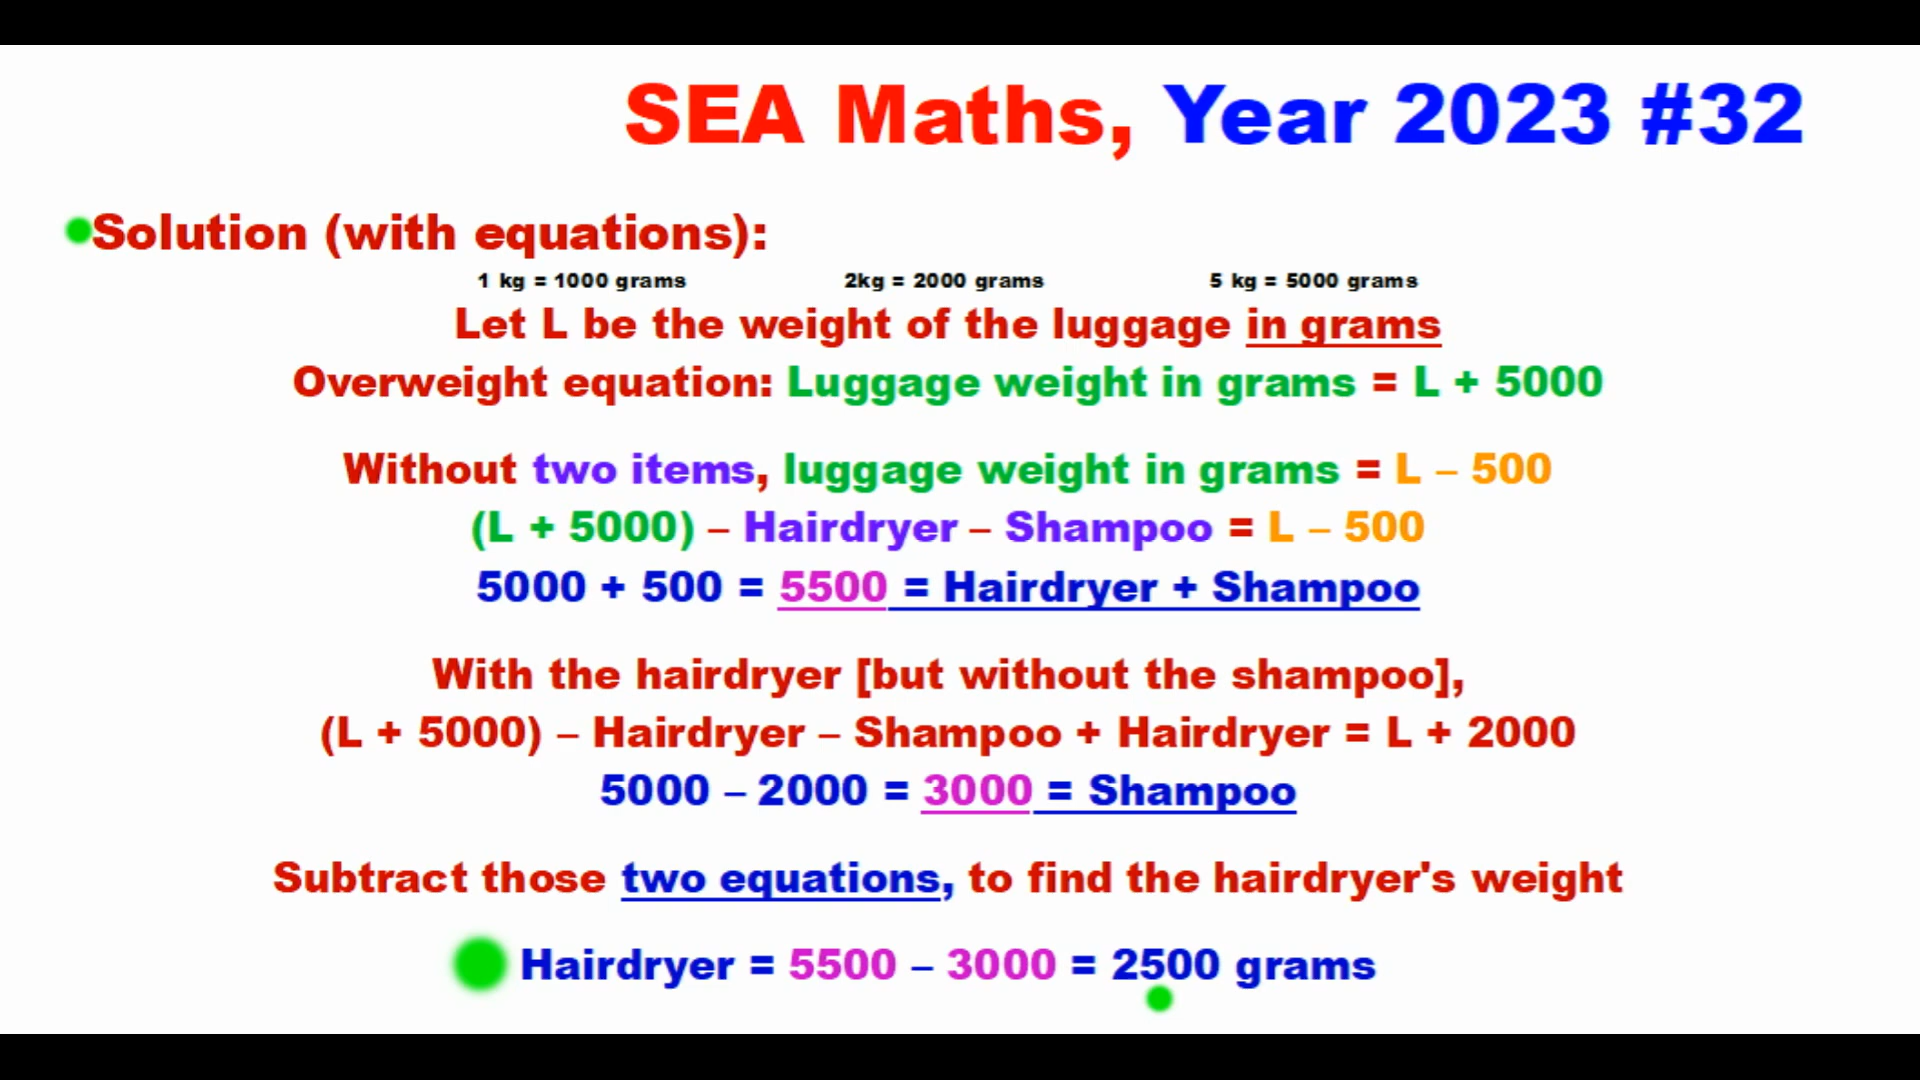 SEA Maths, Year 2023 #32
Solution (with equations):
1 kg = 1000 grams 2kg = 2000 grams 5 kg = 5000 grams
Let L be the weight of the luggage in grams
Overweight equation: Luggage weight in grams = L + 5000
Without two items, luggage weight in grams = L – 500
(L + 5000) – Hairdryer – Shampoo = L – 500
5000 + 500 = 5500 = Hairdryer + Shampoo
With the hairdryer [but without the shampoo],
(L + 5000) – Hairdryer – Shampoo + Hairdryer = L + 2000
5000 – 2000 = 3000 = Shampoo
Subtract those two equations, to find the hairdryer's weight
Hairdryer = 5500 – 3000 = 2500 grams